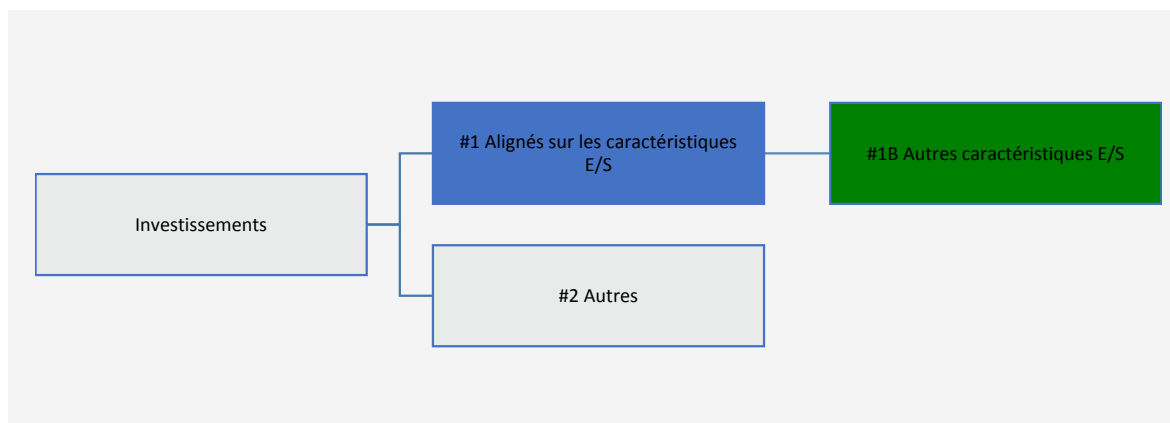 #1 Alignés sur les caractéristiques
E/S
#1B Autres caractéristiques E/S
Investissements
#2 Autres